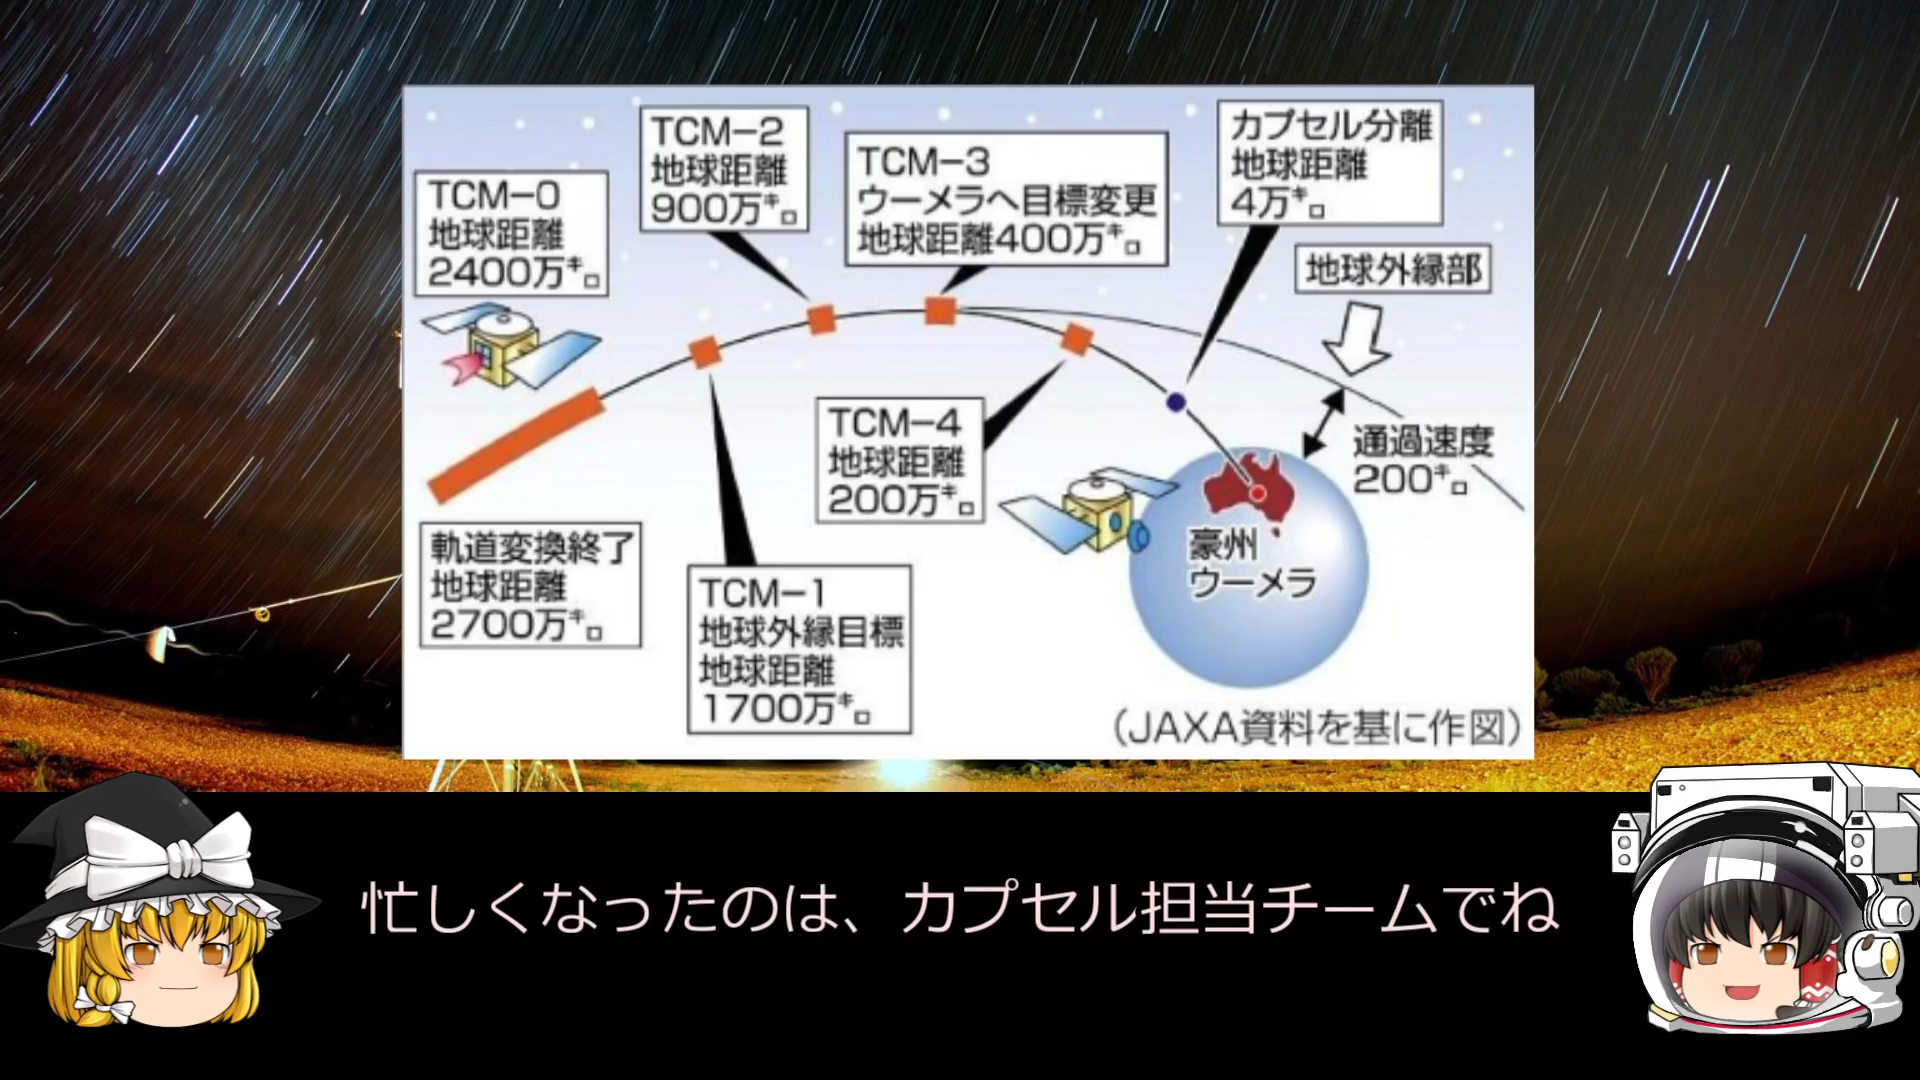 TCM−0
地球距離
2400万㌔
TCM−2
地球距離
900万㌔
TCM−3
ウーメラへ目標変更
地球距離400万㌔
カプセル分離
地球距離
4万㌔
地球外縁部
通過速度
200㌔
TCM−4
地球距離
200万㌔
軌道変換終了
地球距離
2700万㌔
TCM−1
地球外縁目標
地球距離
1700万㌔
豪州
ウーメラ
（JAXA資料を基に作図）
忙しくなったのは、カプセル担当チームでね